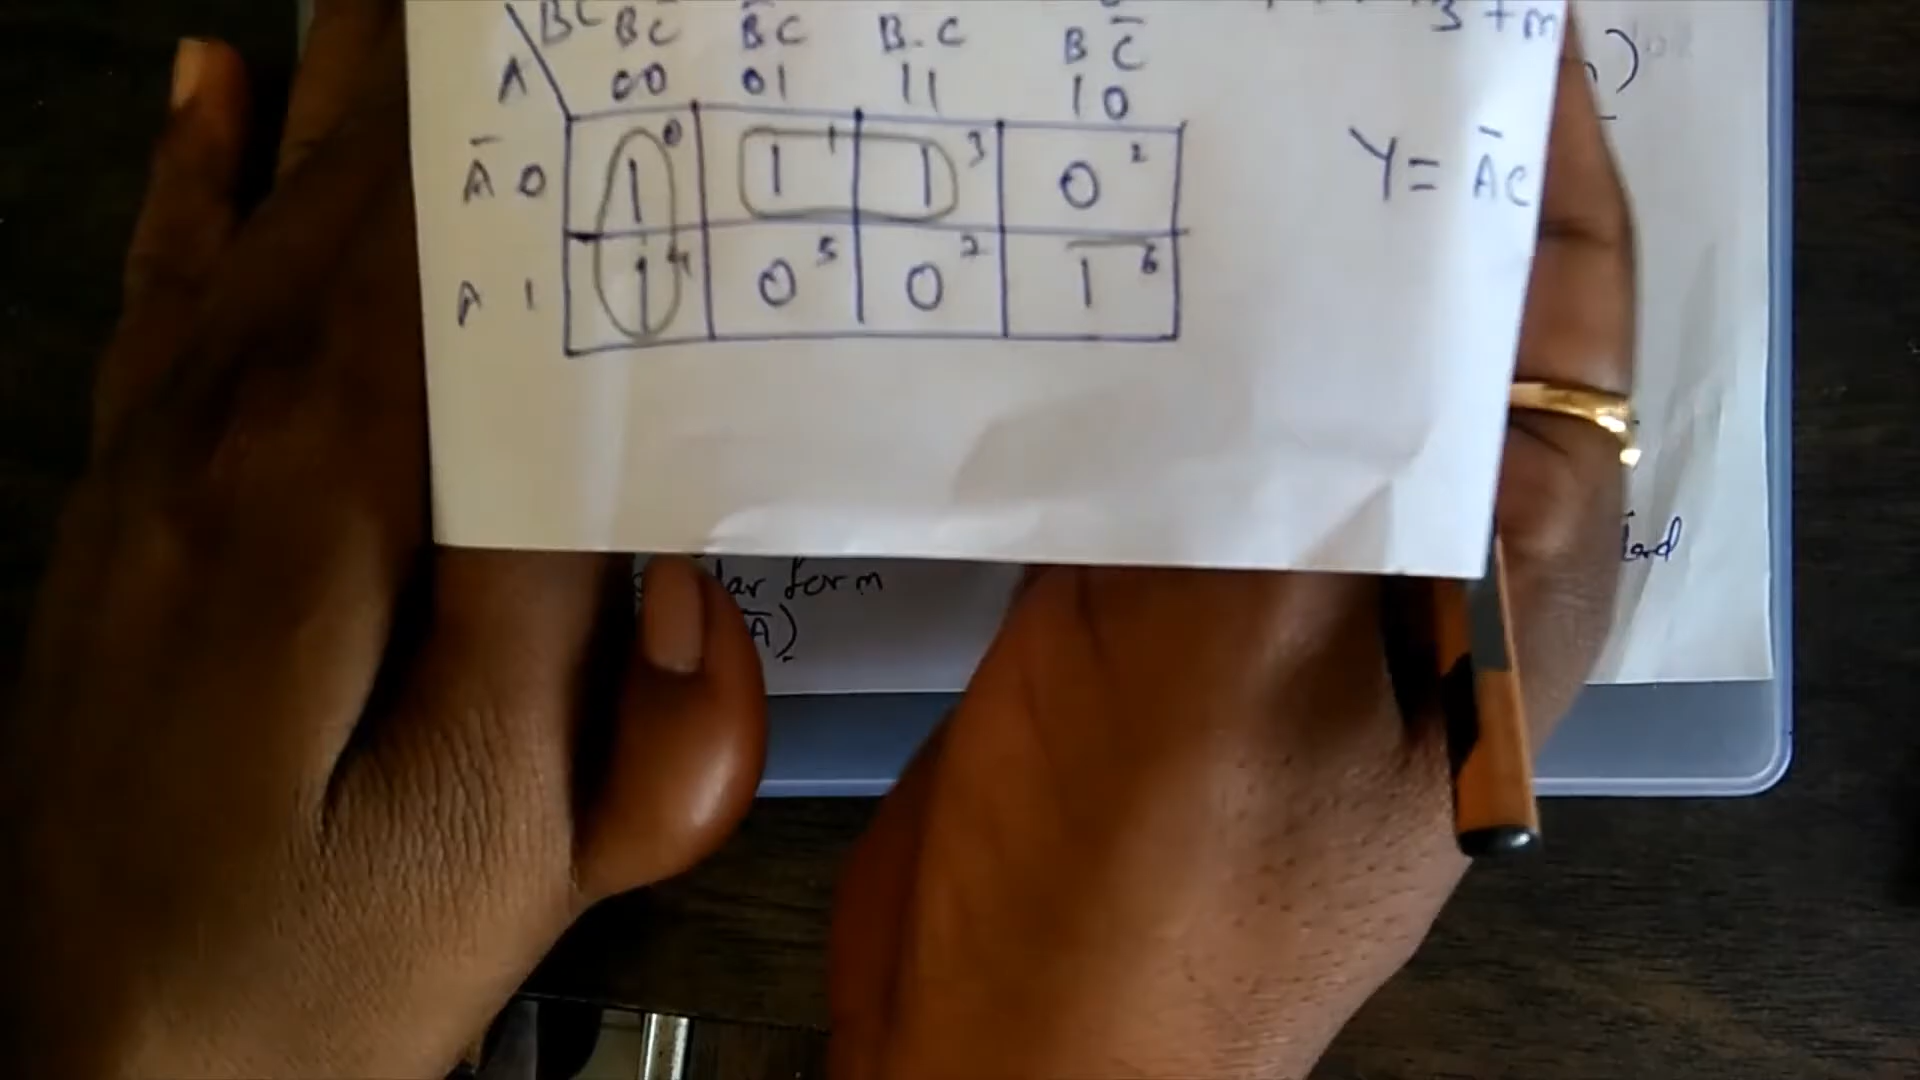 3 + m
BC B̄C̄ B̄C B.C BC̄
A 00 01 11 10
Ā 0 1 0 1 1 1 3 0 2
A 1 1 4 0 5 0 7 1 6
Y = ĀC
form
Ā)